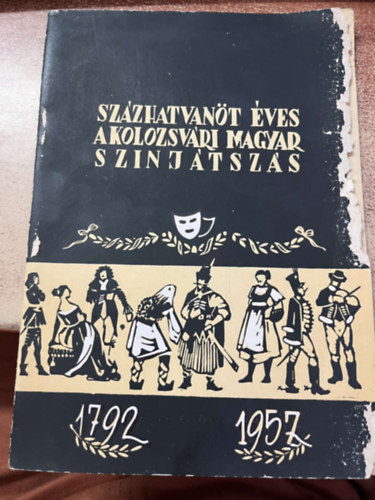 SZÁZHATVANÖT ÉVES
A KOLOZSVÁRI MAGYAR
SZINJÁTSZÁS
1792 1957